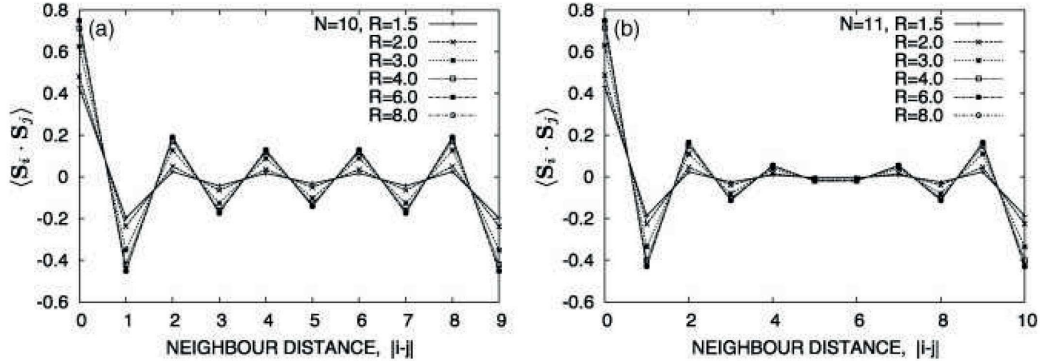 (a)
N=10, R=1.5
R=2.0
R=3.0
R=4.0
R=6.0
R=8.0
0.8
0.6
0.4
0.2
0
-0.2
-0.4
-0.6
⟨S_i · S_j⟩
0 1 2 3 4 5 6 7 8 9
NEIGHBOUR DISTANCE, |i-j|
(b)
N=11, R=1.5
R=2.0
R=3.0
R=4.0
R=6.0
R=8.0
0.8
0.6
0.4
0.2
0
-0.2
-0.4
-0.6
⟨S_i · S_j⟩
0 2 4 6 8 10
NEIGHBOUR DISTANCE, |i-j|